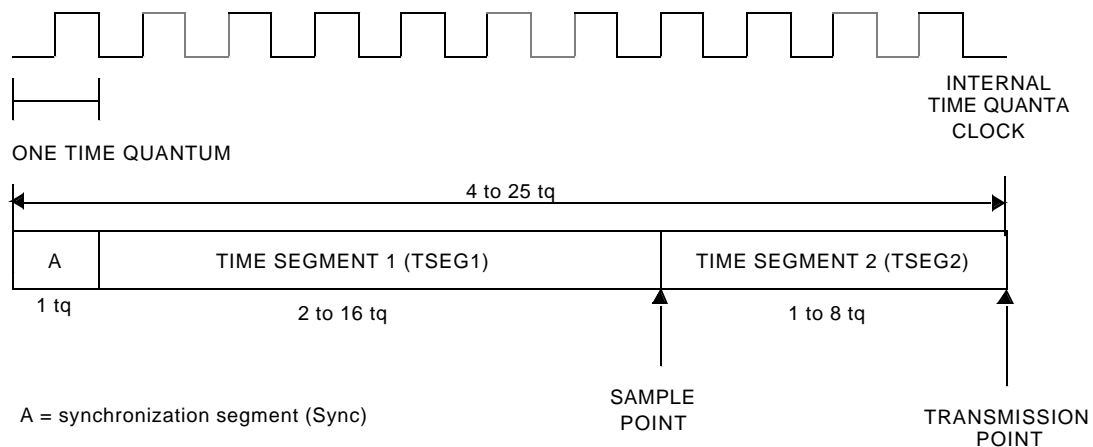 INTERNAL
TIME QUANTA
CLOCK
ONE TIME QUANTUM
4 to 25 tq
A
TIME SEGMENT 1 (TSEG1)
TIME SEGMENT 2 (TSEG2)
1 tq
2 to 16 tq
1 to 8 tq
SAMPLE
POINT
A = synchronization segment (Sync)
TRANSMISSION
POINT